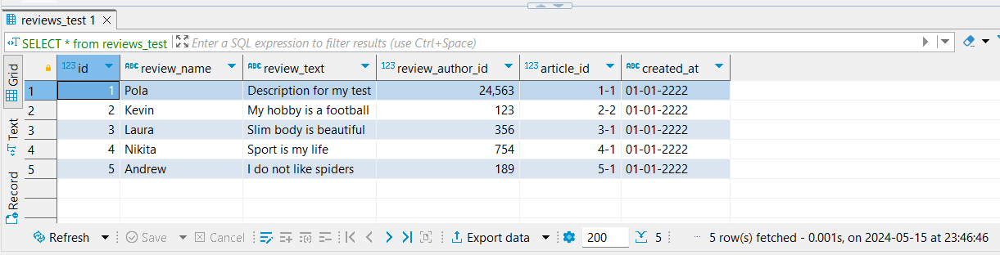 reviews_test 1
SELECT * from reviews_test Enter a SQL expression to filter results (use Ctrl+Space)
Grid
Text
Record
123 id ABC review_name ABC review_text 123 review_author_id 123 article_id ABC created_at
1 1 Pola Description for my test 24,563 1-1 01-01-2222
2 2 Kevin My hobby is a football 123 2-2 01-01-2222
3 3 Laura Slim body is beautiful 356 3-1 01-01-2222
4 4 Nikita Sport is my life 754 4-1 01-01-2222
5 5 Andrew I do not like spiders 189 5-1 01-01-2222
Refresh Save Cancel Export data 200 5 ··· 5 row(s) fetched - 0.001s, on 2024-05-15 at 23:46:46